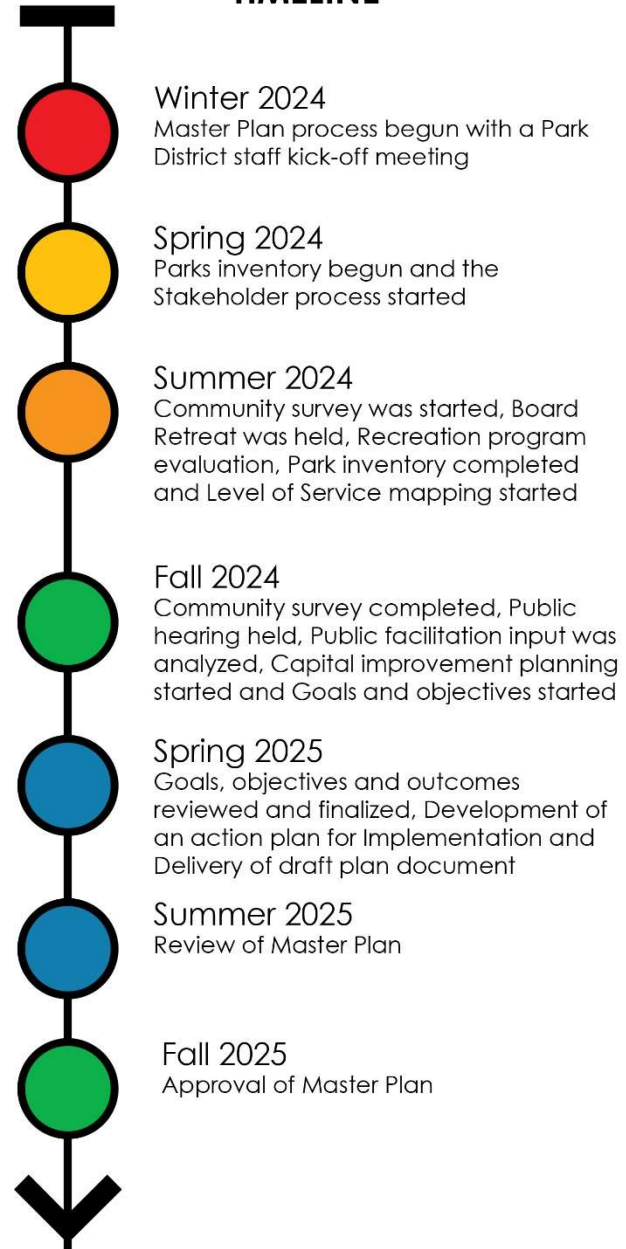 TIMELINE
Winter 2024
Master Plan process begun with a Park
District staff kick-off meeting
Spring 2024
Parks inventory begun and the
Stakeholder process started
Summer 2024
Community survey was started, Board
Retreat was held, Recreation program
evaluation, Park inventory completed
and Level of Service mapping started
Fall 2024
Community survey completed, Public
hearing held, Public facilitation input was
analyzed, Capital improvement planning
started and Goals and objectives started
Spring 2025
Goals, objectives and outcomes
reviewed and finalized, Development of
an action plan for Implementation and
Delivery of draft plan document
Summer 2025
Review of Master Plan
Fall 2025
Approval of Master Plan